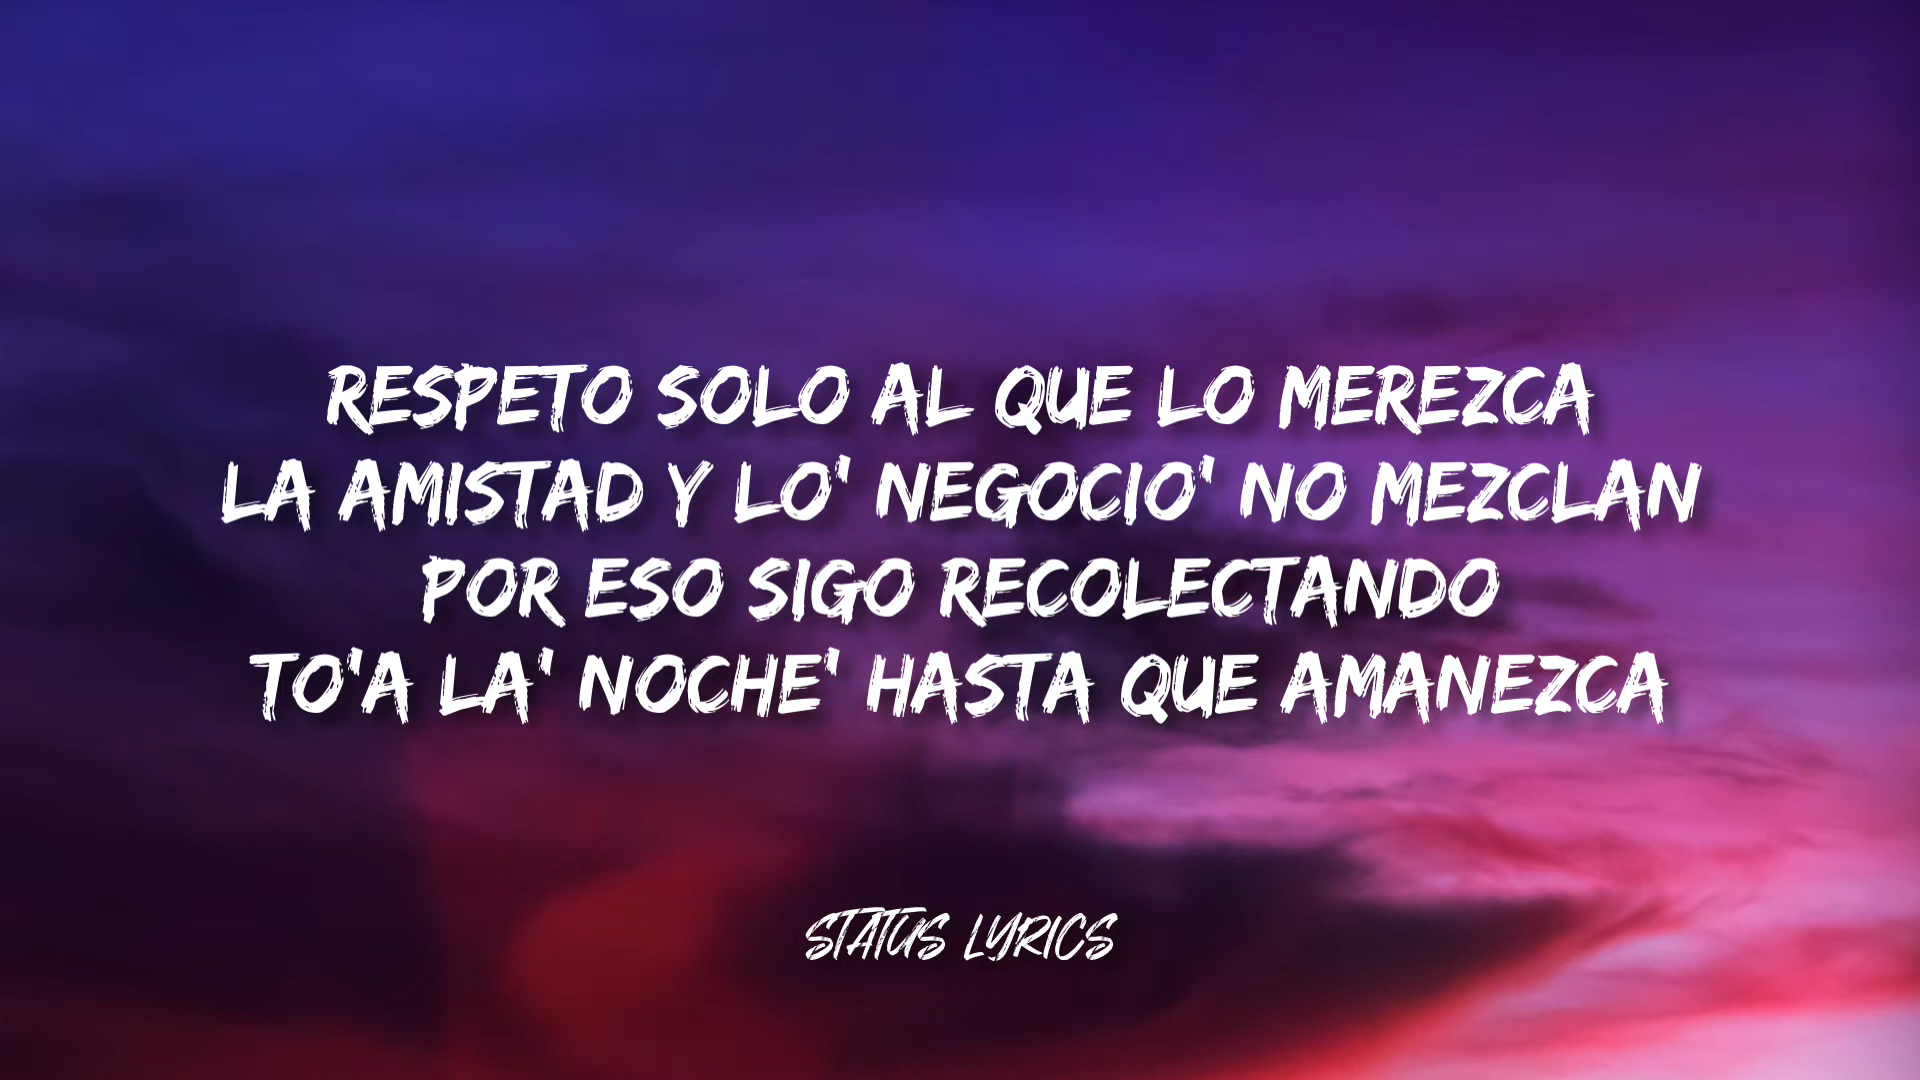 RESPETO SOLO AL QUE LO MEREZCA
LA AMISTAD Y LO' NEGOCIO' NO MEZCLAN
POR ESO SIGO RECOLECTANDO
TO'A LA' NOCHE' HASTA QUE AMANEZCA
STATUS LYRICS